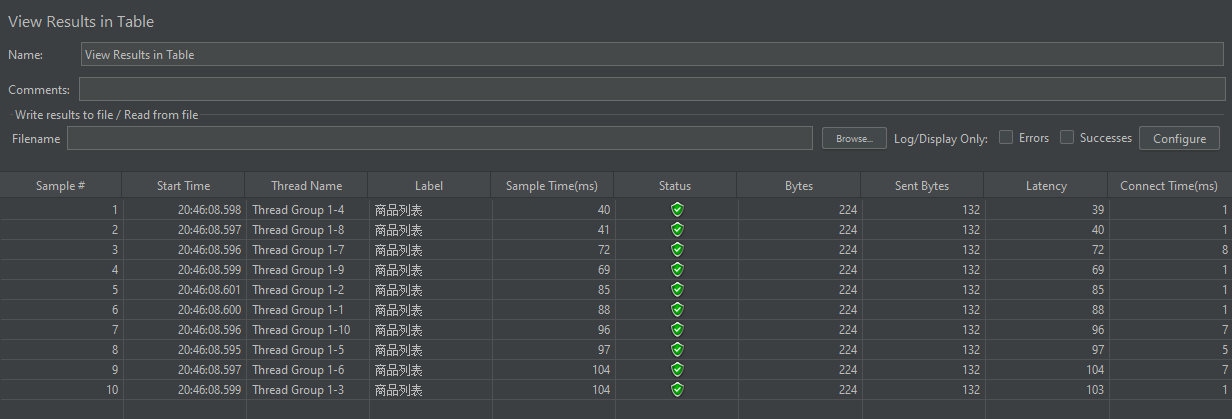 View Results in Table
Name: View Results in Table
Comments:
Write results to file / Read from file
Filename Browse... Log/Display Only: Errors Successes Configure
Sample # Start Time Thread Name Label Sample Time(ms) Status Bytes Sent Bytes Latency Connect Time(ms)
1 20:46:08.598 Thread Group 1-4 商品列表 40 224 132 39 1
2 20:46:08.597 Thread Group 1-8 商品列表 41 224 132 40 1
3 20:46:08.596 Thread Group 1-7 商品列表 72 224 132 72 8
4 20:46:08.599 Thread Group 1-9 商品列表 69 224 132 69 1
5 20:46:08.601 Thread Group 1-2 商品列表 85 224 132 85 1
6 20:46:08.600 Thread Group 1-1 商品列表 88 224 132 88 1
7 20:46:08.596 Thread Group 1-10 商品列表 96 224 132 96 7
8 20:46:08.595 Thread Group 1-5 商品列表 97 224 132 97 5
9 20:46:08.597 Thread Group 1-6 商品列表 104 224 132 104 7
10 20:46:08.599 Thread Group 1-3 商品列表 104 224 132 103 1